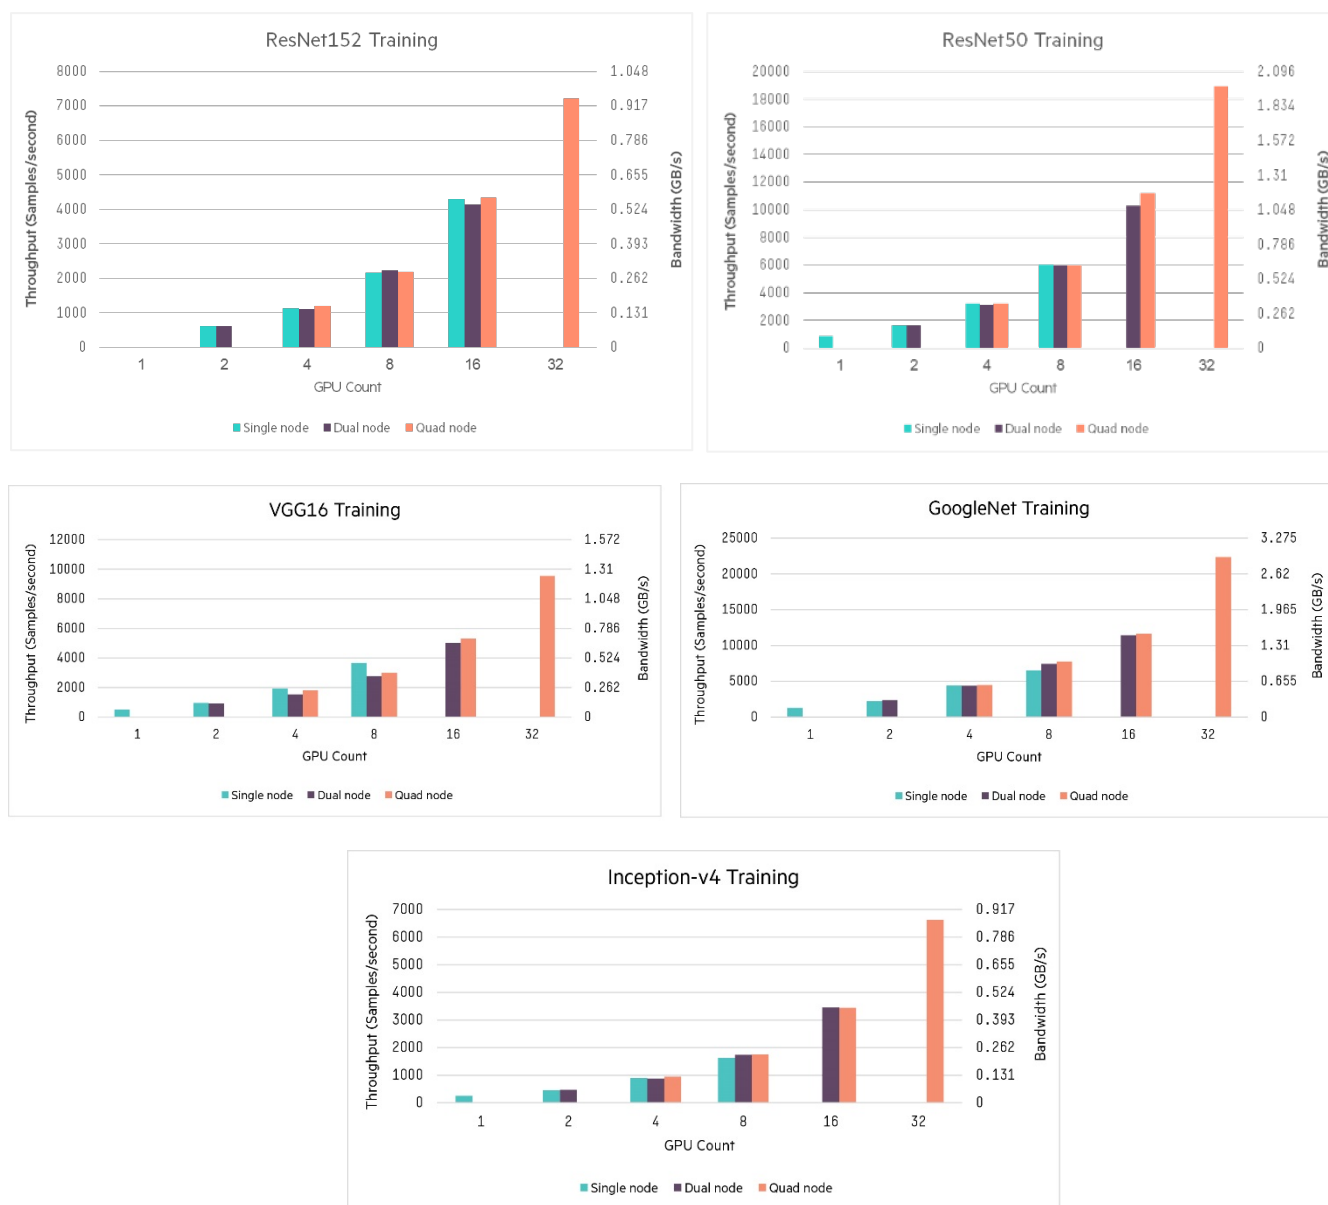 ResNet152 Training
Throughput (Samples/second)
8000
7000
6000
5000
4000
3000
2000
1000
0
1.048
0.917
0.786
0.655
0.524
0.393
0.262
0.131
0
Bandwidth (GB/s)
1 2 4 8 16 32
GPU Count
Single node Dual node Quad node
ResNet50 Training
Throughput (Samples/second)
20000
18000
16000
14000
12000
10000
8000
6000
4000
2000
0
2.096
1.834
1.572
1.31
1.048
0.786
0.524
0.262
0
Bandwidth (GB/s)
1 2 4 8 16 32
GPU Count
Single node Dual node Quad node
VGG16 Training
Throughput (Samples/second)
12000
10000
8000
6000
4000
2000
0
1.572
1.31
1.048
0.786
0.524
0.262
0
Bandwidth (GB/s)
1 2 4 8 16 32
GPU Count
Single node Dual node Quad node
GoogleNet Training
Throughput (Samples/second)
25000
20000
15000
10000
5000
0
3.275
2.62
1.965
1.31
0.655
0
Bandwidth (GB/s)
1 2 4 8 16 32
GPU Count
Single node Dual node Quad node
Inception-v4 Training
Throughput (Samples/second)
7000
6000
5000
4000
3000
2000
1000
0
0.917
0.786
0.655
0.524
0.393
0.262
0.131
0
Bandwidth (GB/s)
1 2 4 8 16 32
GPU Count
Single node Dual node Quad node